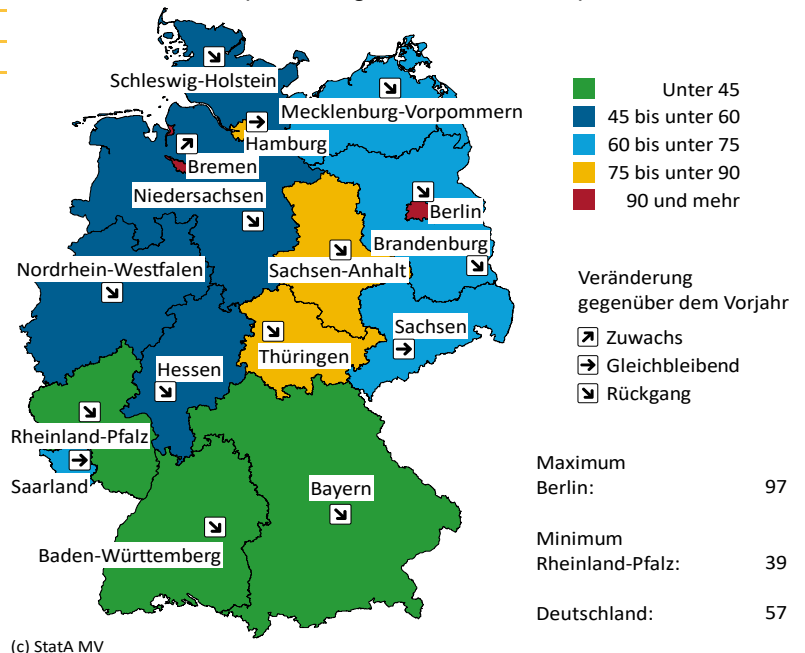 Schleswig-Holstein
Mecklenburg-Vorpommern
Hamburg
Bremen
Niedersachsen
Berlin
Brandenburg
Nordrhein-Westfalen
Sachsen-Anhalt
Sachsen
Thüringen
Hessen
Rheinland-Pfalz
Saarland
Bayern
Baden-Württemberg
Unter 45
45 bis unter 60
60 bis unter 75
75 bis unter 90
90 und mehr
Veränderung
gegenüber dem Vorjahr
Zuwachs
Gleichbleibend
Rückgang
Maximum
Berlin: 97
Minimum
Rheinland-Pfalz: 39
Deutschland: 57
(c) StatA MV